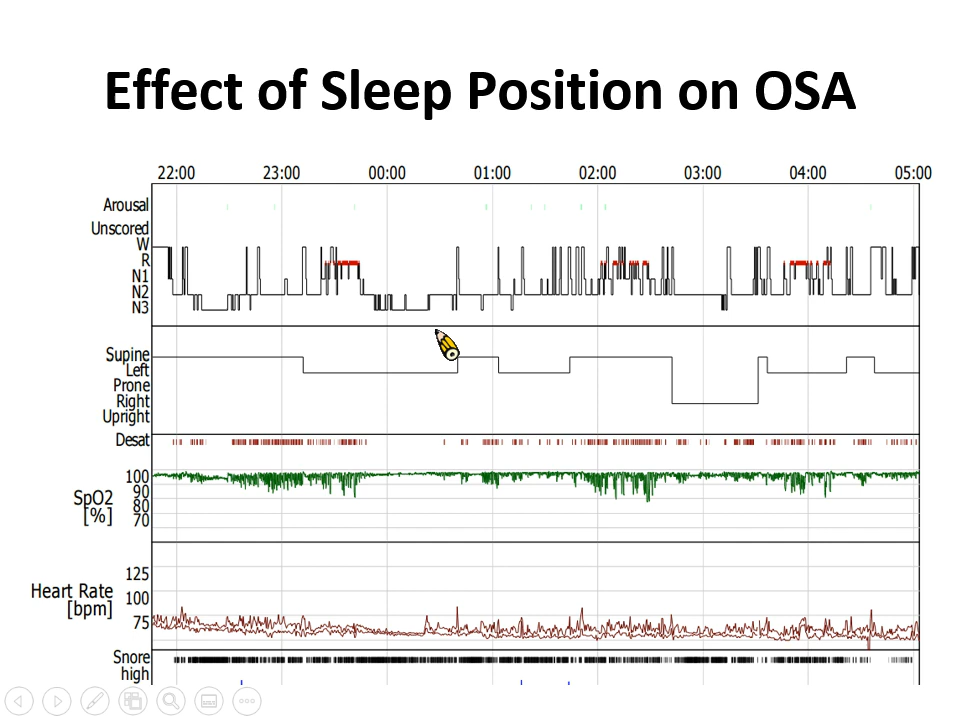 Effect of Sleep Position on OSA
22:00 23:00 00:00 01:00 02:00 03:00 04:00 05:00
Arousal
Unscored
W
R
N1
N2
N3
Supine
Left
Prone
Right
Upright
Desat
100
90
SpO2 80
[%] 70
125
Heart Rate 100
[bpm] 75
Snore
high